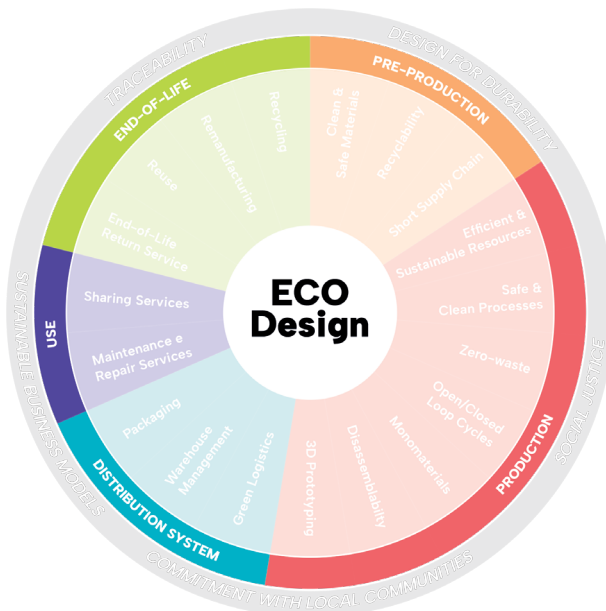 ECO
Design
TRACEABILITY
DESIGN FOR DURABILITY
SOCIAL JUSTICE
COMMITMENT WITH LOCAL COMMUNITIES
SUSTAINABLE BUSINESS MODELS
PRE-PRODUCTION
Clean &
Safe Materials
Recyclability
Short Supply Chain
PRODUCTION
Efficient &
Sustainable Resources
Safe &
Clean Processes
Zero-waste
Open/Closed
Loop Cycles
Monomaterials
Disassemblabilty
3D Prototyping
DISTRIBUTION SYSTEM
Green Logistics
Warehouse
Management
Packaging
USE
Maintenance e
Repair Services
Sharing Services
END-OF-LIFE
End-of-Life
Return Service
Reuse
Remanufacturing
Recycling